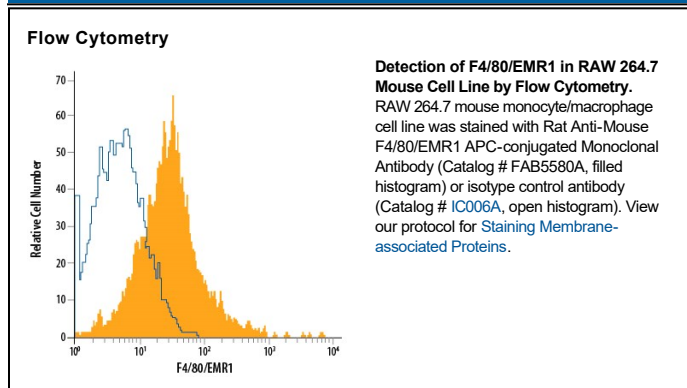 Flow Cytometry
70
60
50
40
30
20
10
0
Relative Cell Number
10⁰
10¹
10²
10³
10⁴
F4/80/EMR1
Detection of F4/80/EMR1 in RAW 264.7
Mouse Cell Line by Flow Cytometry.
RAW 264.7 mouse monocyte/macrophage
cell line was stained with Rat Anti-Mouse
F4/80/EMR1 APC-conjugated Monoclonal
Antibody (Catalog # FAB5580A, filled
histogram) or isotype control antibody
(Catalog # IC006A, open histogram). View
our protocol for Staining Membrane-
associated Proteins.